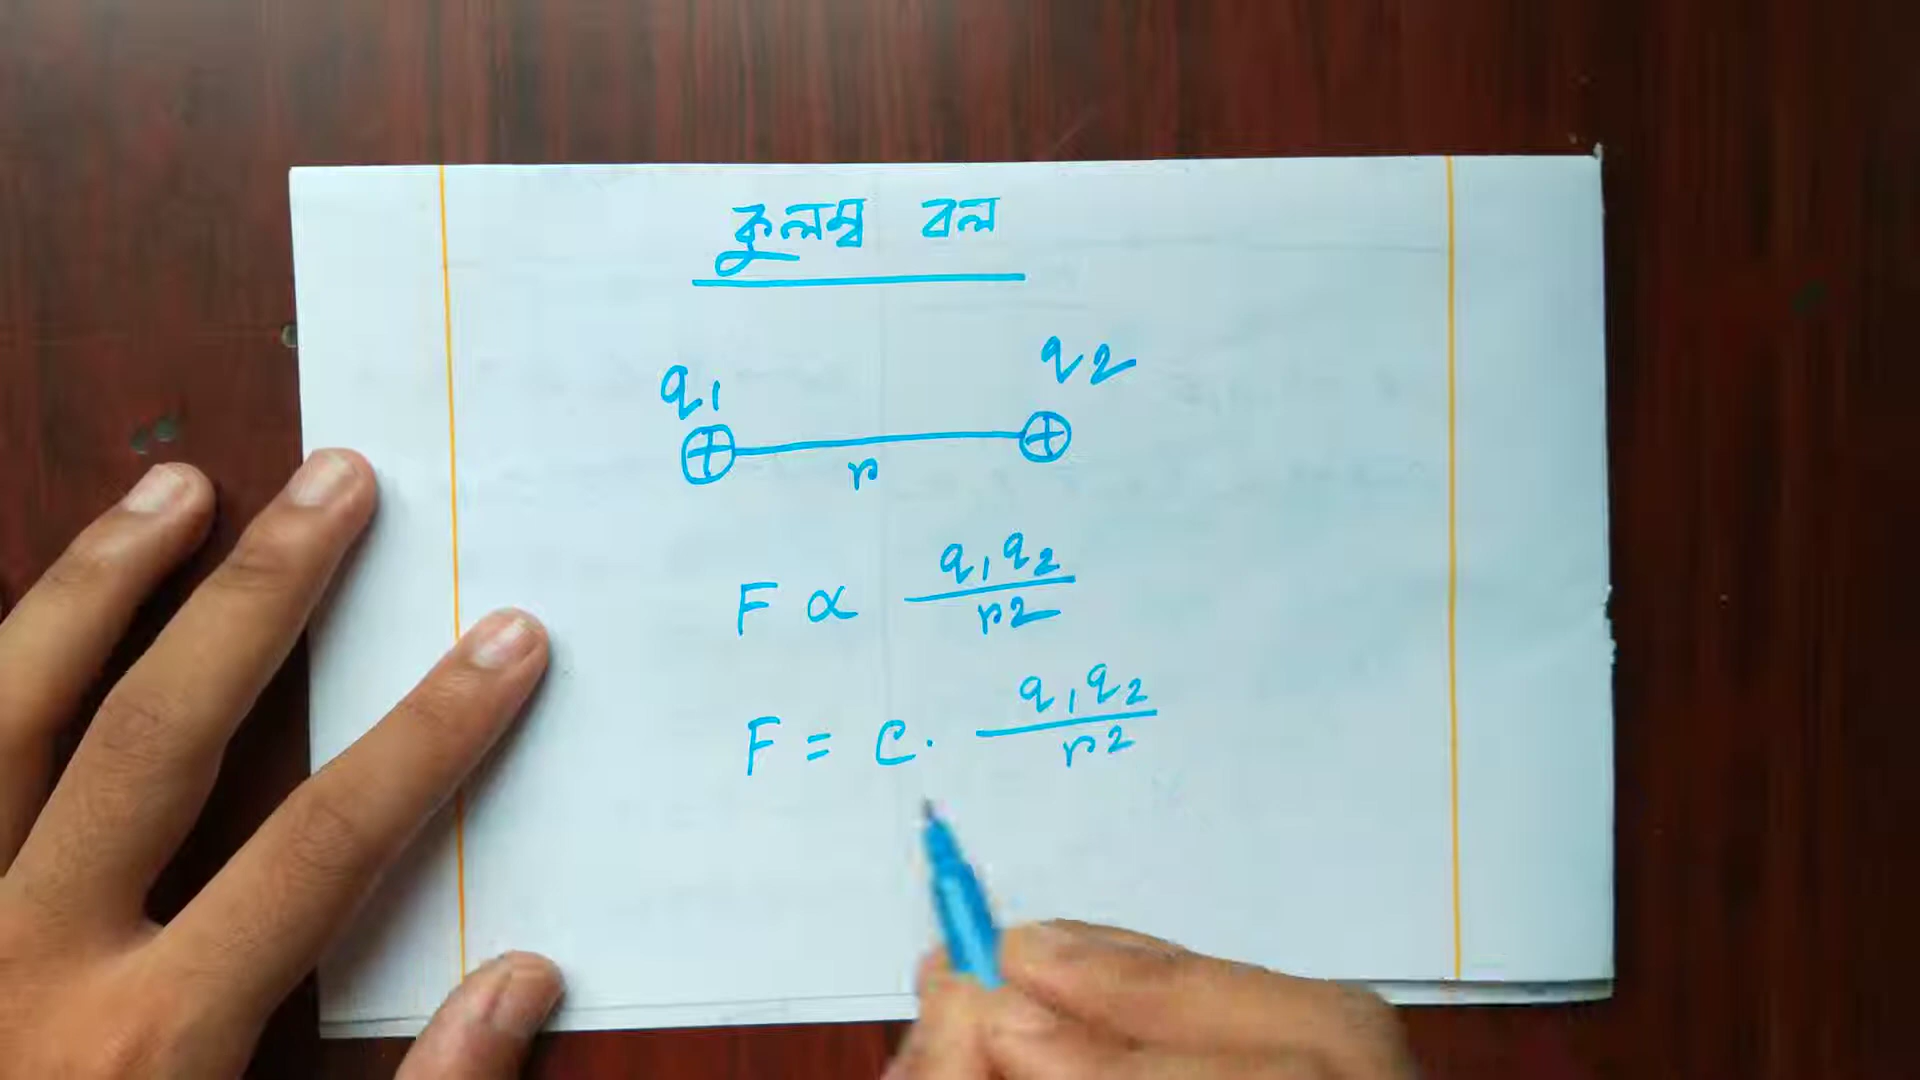 কুলম্ব বল
q₁ q₂
r
F ∝ q₁q₂ / r²
F = C. q₁q₂ / r²